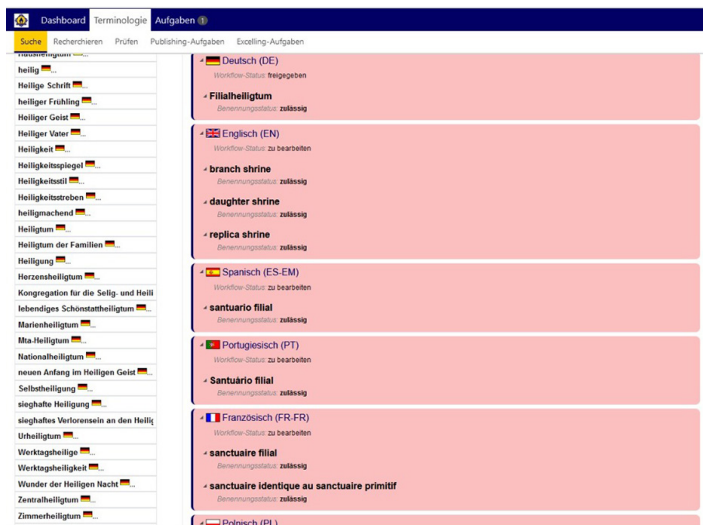 Dashboard Terminologie Aufgaben 1
Suche Recherchieren Prüfen Publishing-Aufgaben Excelling-Aufgaben
heilig ...
Heilige Schrift ...
heiliger Frühling ...
Heiliger Geist ...
Heiliger Vater ...
Heiligkeit ...
Heiligkeitsspiegel ...
Heiligkeitsstil ...
Heiligkeitsstreben ...
heiligmachend ...
Heiligtum ...
Heiligtum der Familien ...
Heiligung ...
Herzensheiligtum ...
Kongregation für die Selig- und Heili
lebendiges Schönstattheiligtum ...
Marienheiligtum ...
Mta-Heiligtum ...
Nationalheiligtum ...
neuen Anfang im Heiligen Geist ...
Selbstheiligung ...
sieghafte Heiligung ...
sieghaftes Verlorensein an den Heilig
Urheiligtum ...
Werktagsheilige ...
Werktagsheiligkeit ...
Wunder der Heiligen Nacht ...
Zentralheiligtum ...
Zimmerheiligtum ...
Deutsch (DE)
Workflow-Status: freigegeben
Filialheiligtum
Benennungsstatus: zulässig
Englisch (EN)
Workflow-Status: zu bearbeiten
branch shrine
Benennungsstatus: zulässig
daughter shrine
Benennungsstatus: zulässig
replica shrine
Benennungsstatus: zulässig
Spanisch (ES-EM)
Workflow-Status: zu bearbeiten
santuario filial
Benennungsstatus: zulässig
Portugiesisch (PT)
Workflow-Status: zu bearbeiten
Santuário filial
Benennungsstatus: zulässig
Französisch (FR-FR)
Workflow-Status: zu bearbeiten
sanctuaire filial
Benennungsstatus: zulässig
sanctuaire identique au sanctuaire primitif
Benennungsstatus: zulässig
Polnisch (PL)